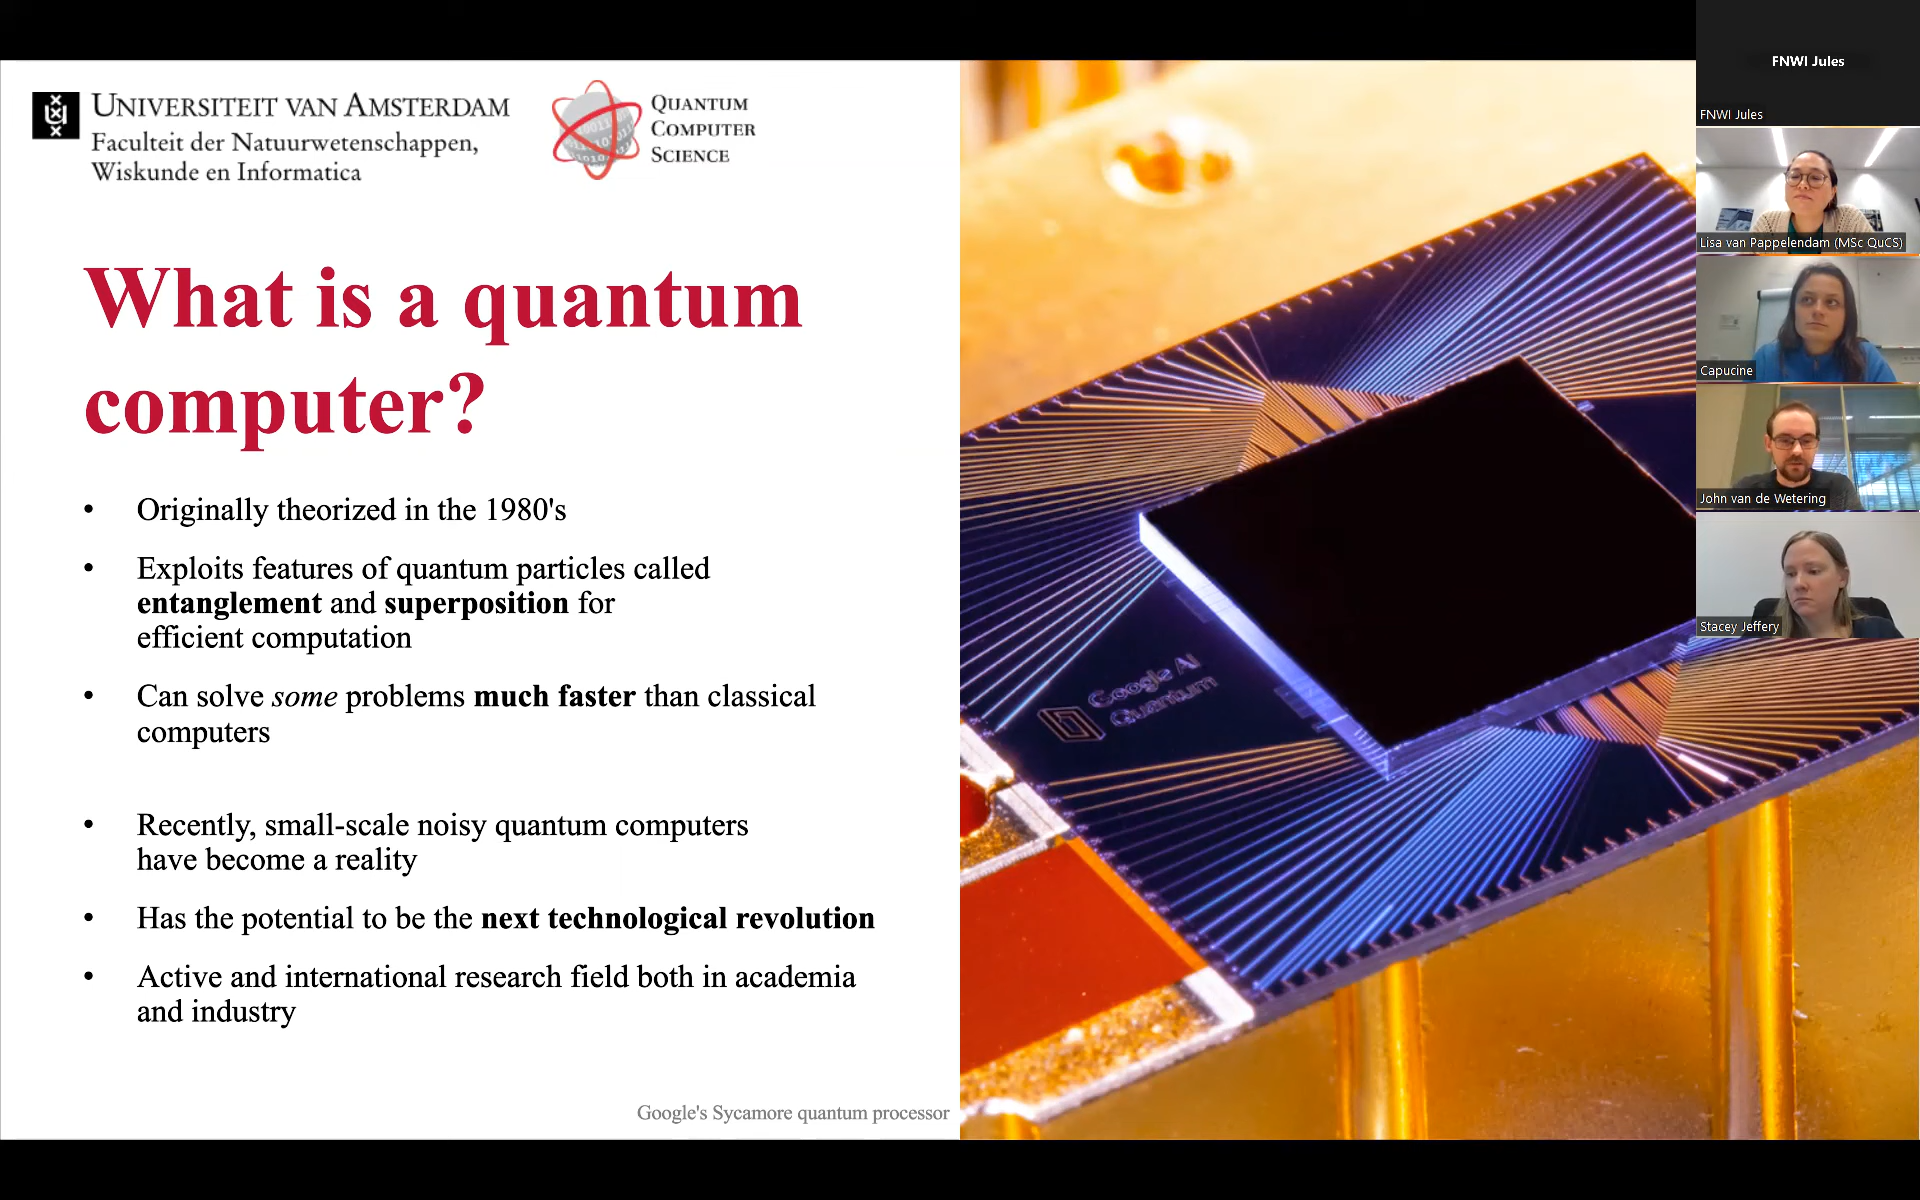 UNIVERSITEIT VAN AMSTERDAM
Faculteit der Natuurwetenschappen,
Wiskunde en Informatica
QUANTUM
COMPUTER
SCIENCE
What is a quantum
computer?
• Originally theorized in the 1980's
• Exploits features of quantum particles called
entanglement and superposition for
efficient computation
• Can solve some problems much faster than classical
computers
• Recently, small-scale noisy quantum computers
have become a reality
• Has the potential to be the next technological revolution
• Active and international research field both in academia
and industry
Google's Sycamore quantum processor
Google AI
Quantum
FNWI Jules
FNWI Jules
Lisa van Pappelendam (MSc QuCS)
Capucine
John van de Wetering
Stacey Jeffery